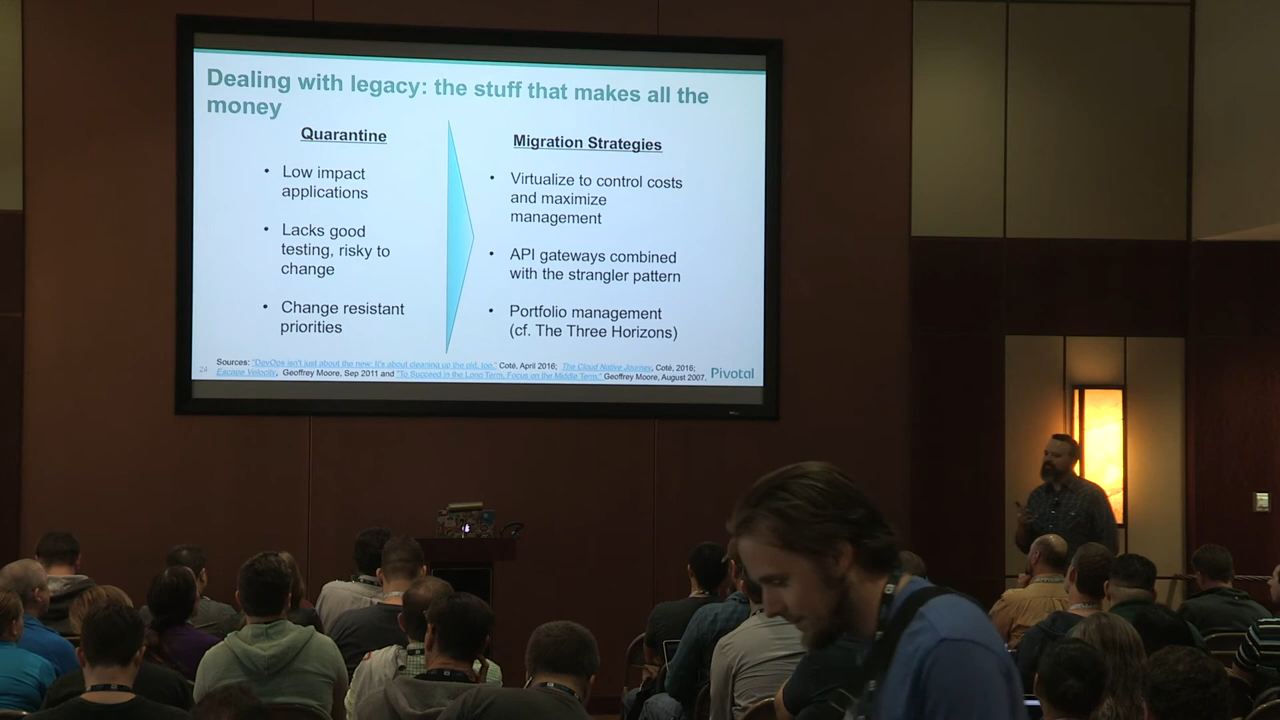 Dealing with legacy: the stuff that makes all the
money
Quarantine
• Low impact
applications
• Lacks good
testing, risky to
change
• Change resistant
priorities
Migration Strategies
• Virtualize to control costs
and maximize
management
• API gateways combined
with the strangler pattern
• Portfolio management
(cf. The Three Horizons)
24
Sources: "DevOps isn't just about the new: It's about cleaning up the old, too," Coté, April 2016; The Cloud Native Journey, Coté, 2016;
Escape Velocity, Geoffrey Moore, Sep 2011 and "To Succeed in the Long Term, Focus on the Middle Term," Geoffrey Moore, August 2007.
Pivotal